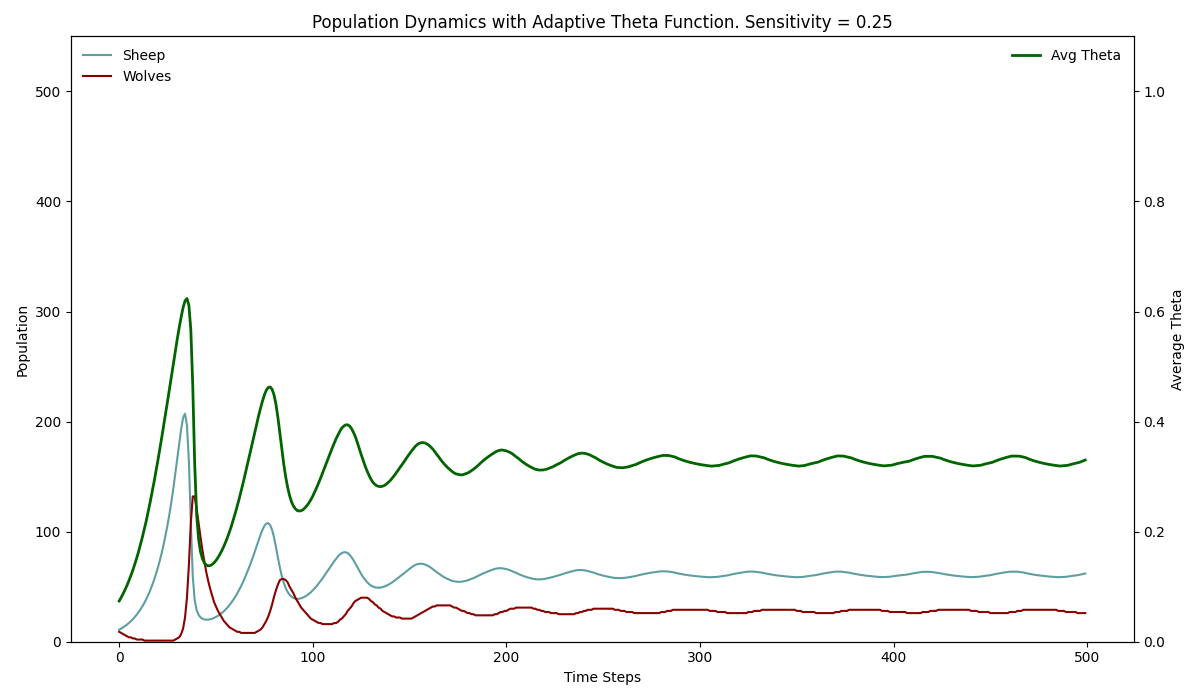 Population Dynamics with Adaptive Theta Function. Sensitivity = 0.25
Sheep
Wolves
Avg Theta
500
400
300
200
100
0
Population
1.0
0.8
0.6
0.4
0.2
0.0
Average Theta
0 100 200 300 400 500
Time Steps